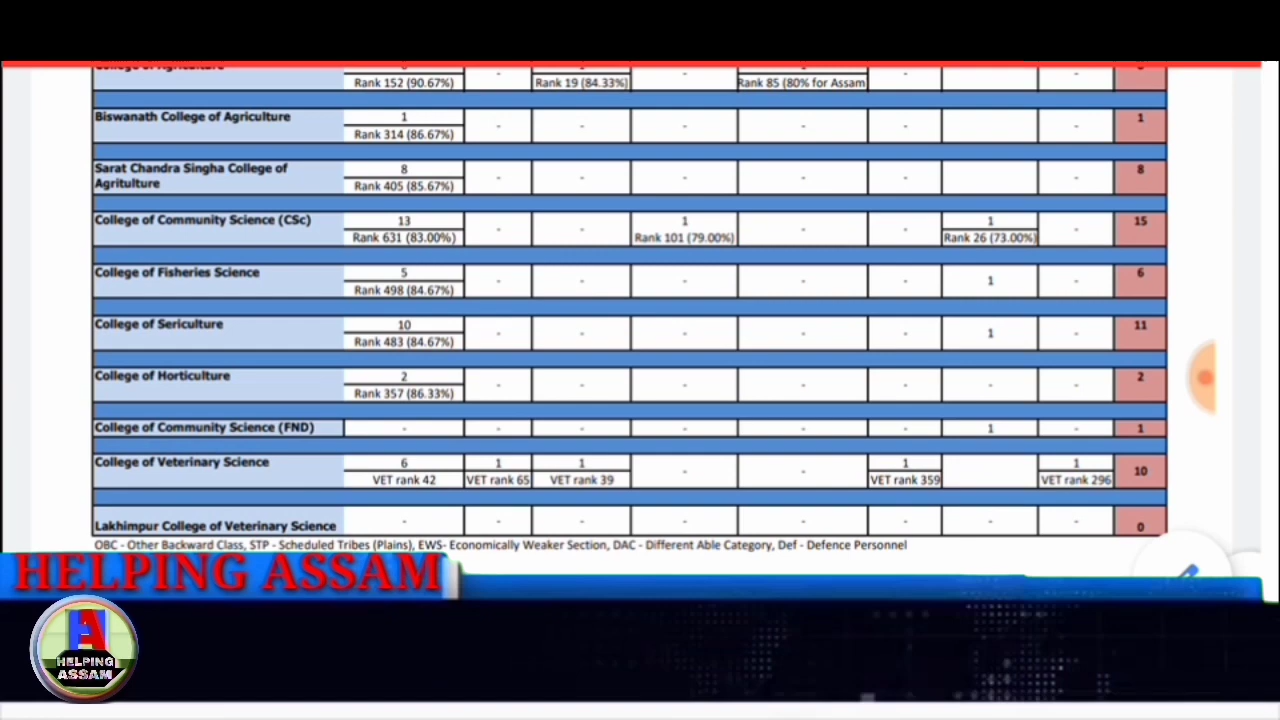 College of Agriculture
Rank 152 (90.67%) - Rank 19 (84.33%) - Rank 85 (80% for Assam - -
Biswanath College of Agriculture 1 - - - - - - 1
Rank 314 (86.67%)
Sarat Chandra Singha College of 8 - - - - - - 8
Agriculture Rank 405 (85.67%)
College of Community Science (CSc) 13 - - 1 - - 1 - 15
Rank 631 (83.00%) Rank 101 (79.00%) Rank 26 (73.00%)
College of Fisheries Science 5 - - - - - 1 - 6
Rank 498 (84.67%)
College of Sericulture 10 - - - - - 1 - 11
Rank 483 (84.67%)
College of Horticulture 2 - - - - - - - 2
Rank 357 (86.33%)
College of Community Science (FND) - - - - - - 1 - 1
College of Veterinary Science 6 1 1 - - 1 1 10
VET rank 42 VET rank 65 VET rank 39 VET rank 359 VET rank 296
Lakhimpur College of Veterinary Science - - - - - - - - 0
OBC - Other Backward Class, STP - Scheduled Tribes (Plains), EWS- Economically Weaker Section, DAC - Different Able Category, Def - Defence Personnel
HELPING ASSAM
HA
HELPING
ASSAM